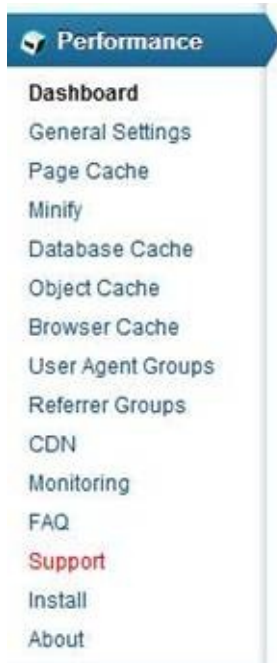 Performance
Dashboard
General Settings
Page Cache
Minify
Database Cache
Object Cache
Browser Cache
User Agent Groups
Referrer Groups
CDN
Monitoring
FAQ
Support
Install
About